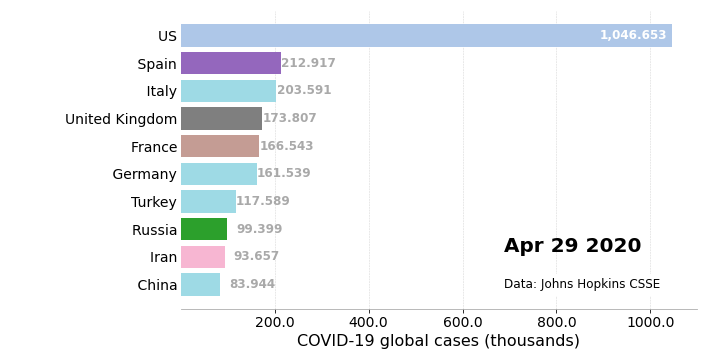 US 1,046.653
Spain 212.917
Italy 203.591
United Kingdom 173.807
France 166.543
Germany 161.539
Turkey 117.589
Russia 99.399
Iran 93.657
China 83.944
Apr 29 2020
Data: Johns Hopkins CSSE
200.0 400.0 600.0 800.0 1000.0
COVID-19 global cases (thousands)